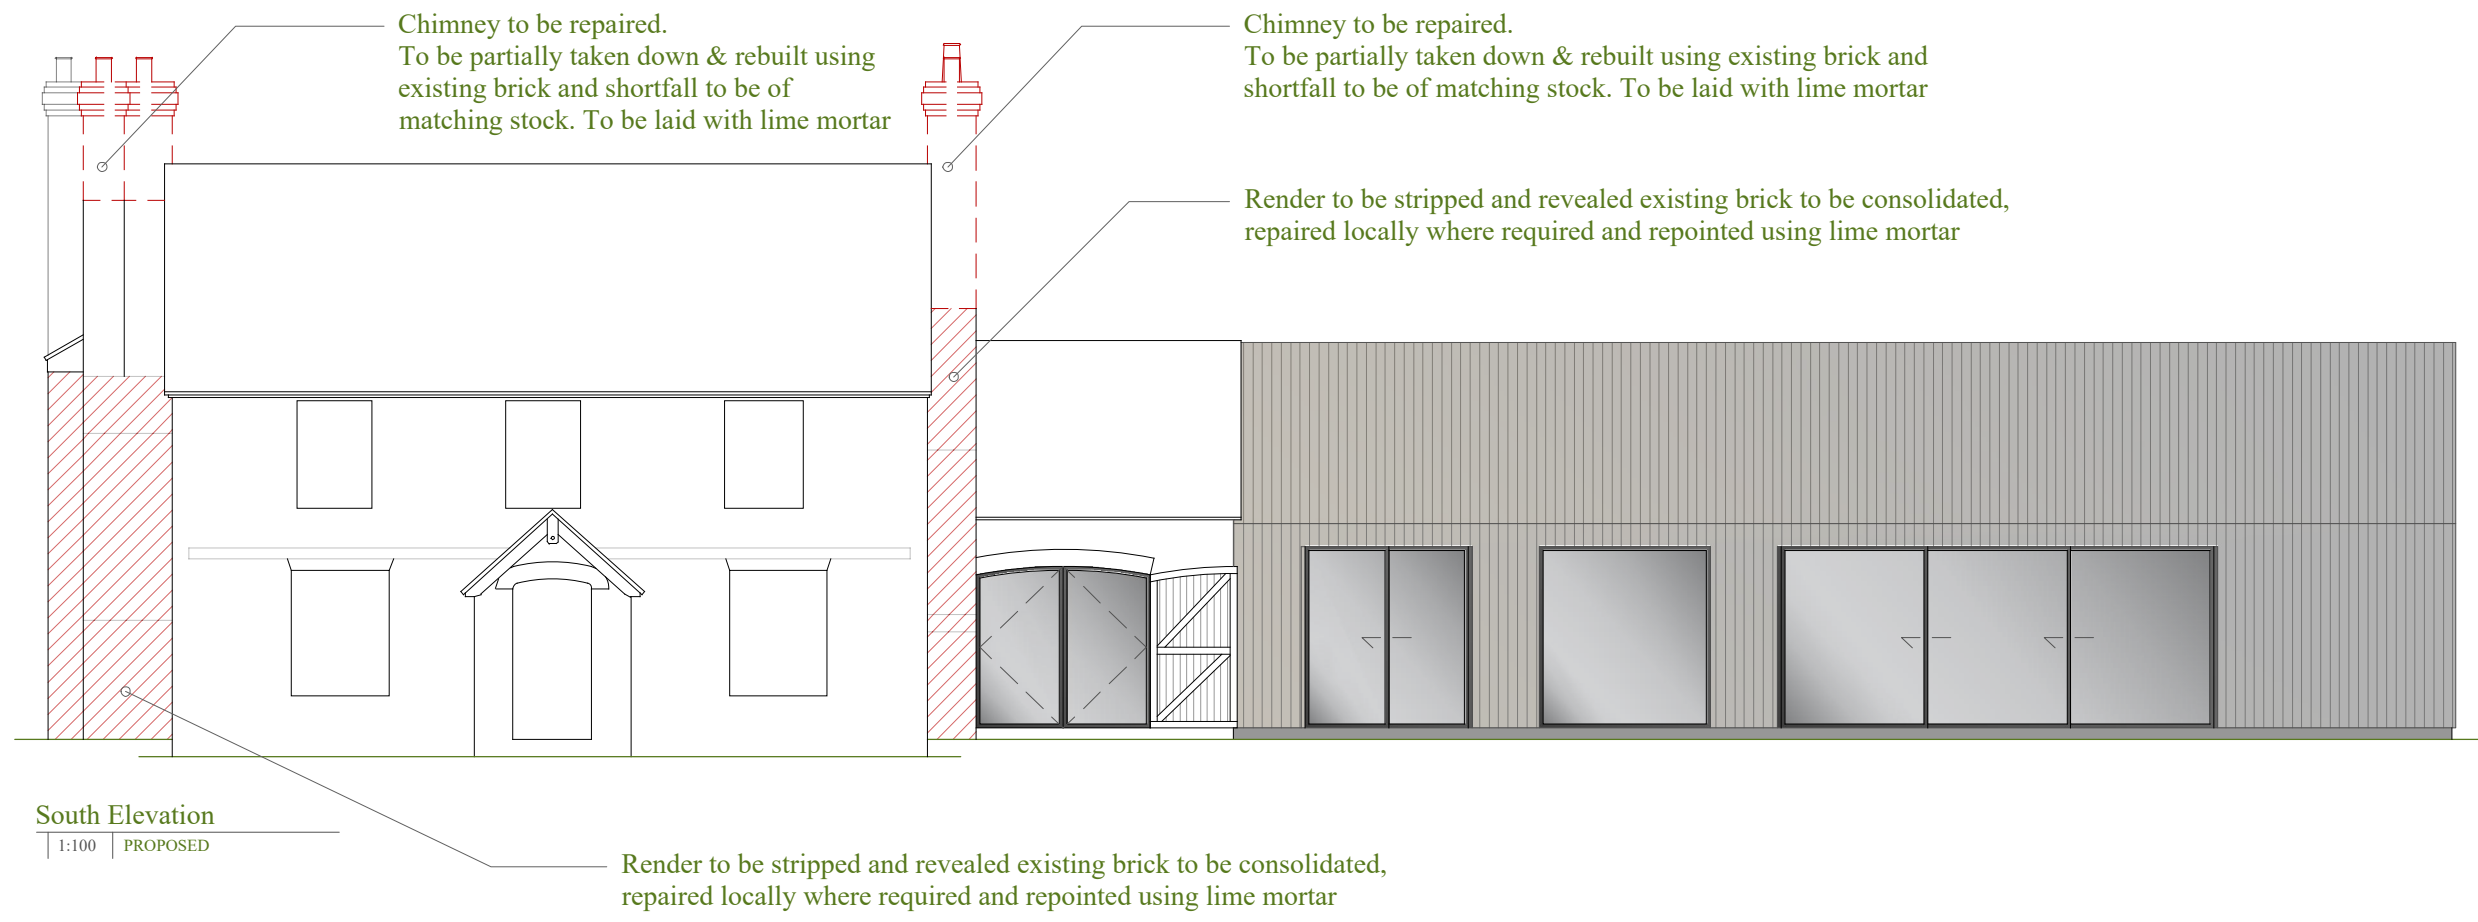 Chimney to be repaired.
To be partially taken down & rebuilt using
existing brick and shortfall to be of
matching stock. To be laid with lime mortar
Chimney to be repaired.
To be partially taken down & rebuilt using existing brick and
shortfall to be of matching stock. To be laid with lime mortar
Render to be stripped and revealed existing brick to be consolidated,
repaired locally where required and repointed using lime mortar
South Elevation
1:100 PROPOSED
Render to be stripped and revealed existing brick to be consolidated,
repaired locally where required and repointed using lime mortar